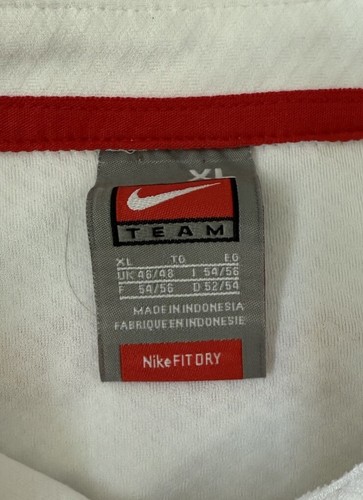 XL
TEAM
XL TG EG
UK 46/48 I 54/56
F 54/56 D 52/54
MADE IN INDONESIA
FABRIQUE EN INDONESIE
Nike FIT DRY